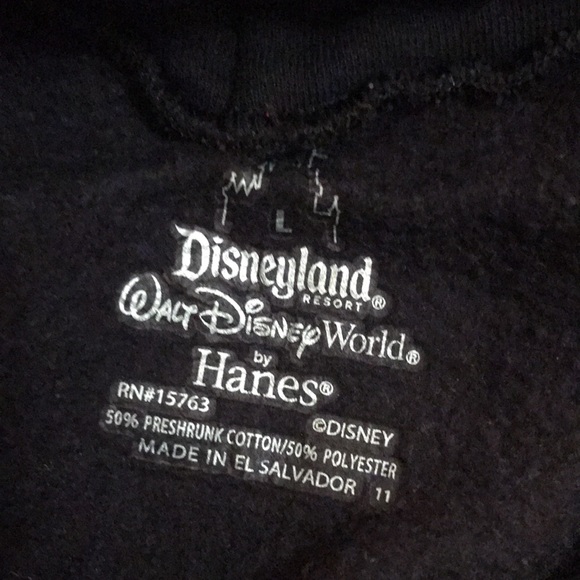 L
Disneyland
RESORT®
WALT DISNEY World®
by
Hanes®
RN#15763
©DISNEY
50% PRESHRUNK COTTON/50% POLYESTER
MADE IN EL SALVADOR 11